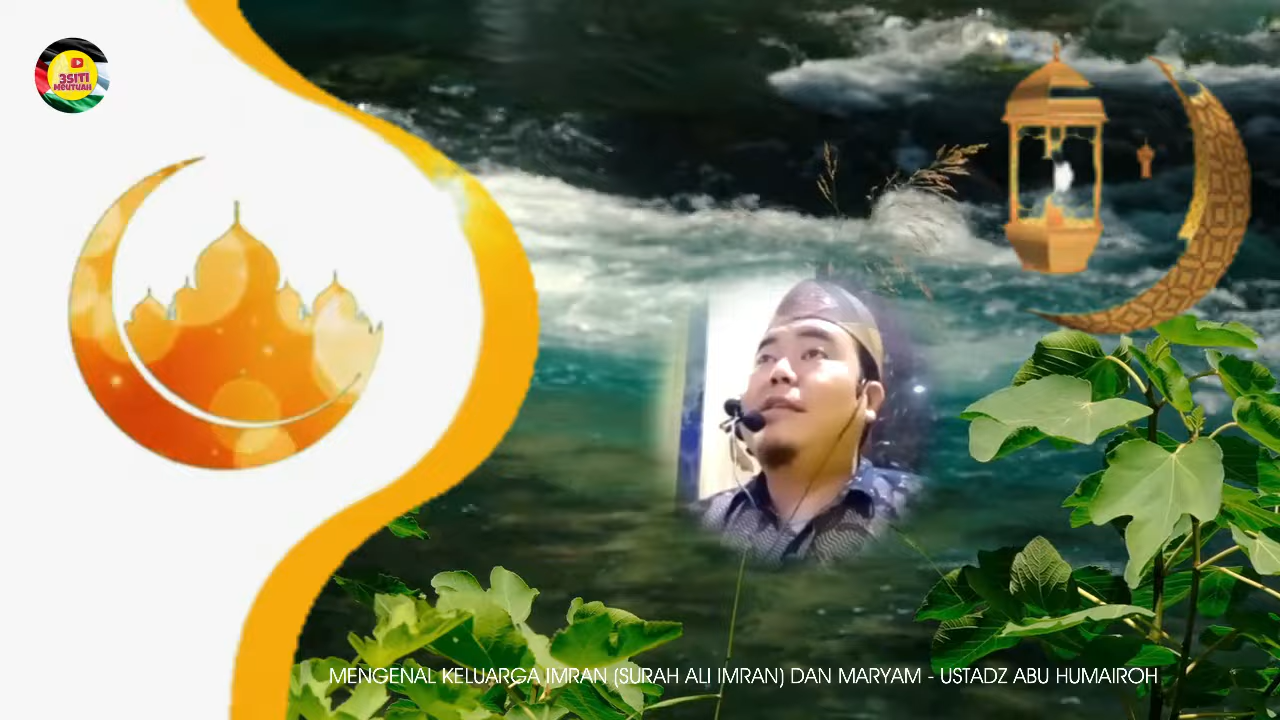 3SITI
MEUTUAH
MENGENAL KELUARGA IMRAN (SURAH ALI IMRAN) DAN MARYAM - USTADZ ABU HUMAIROH